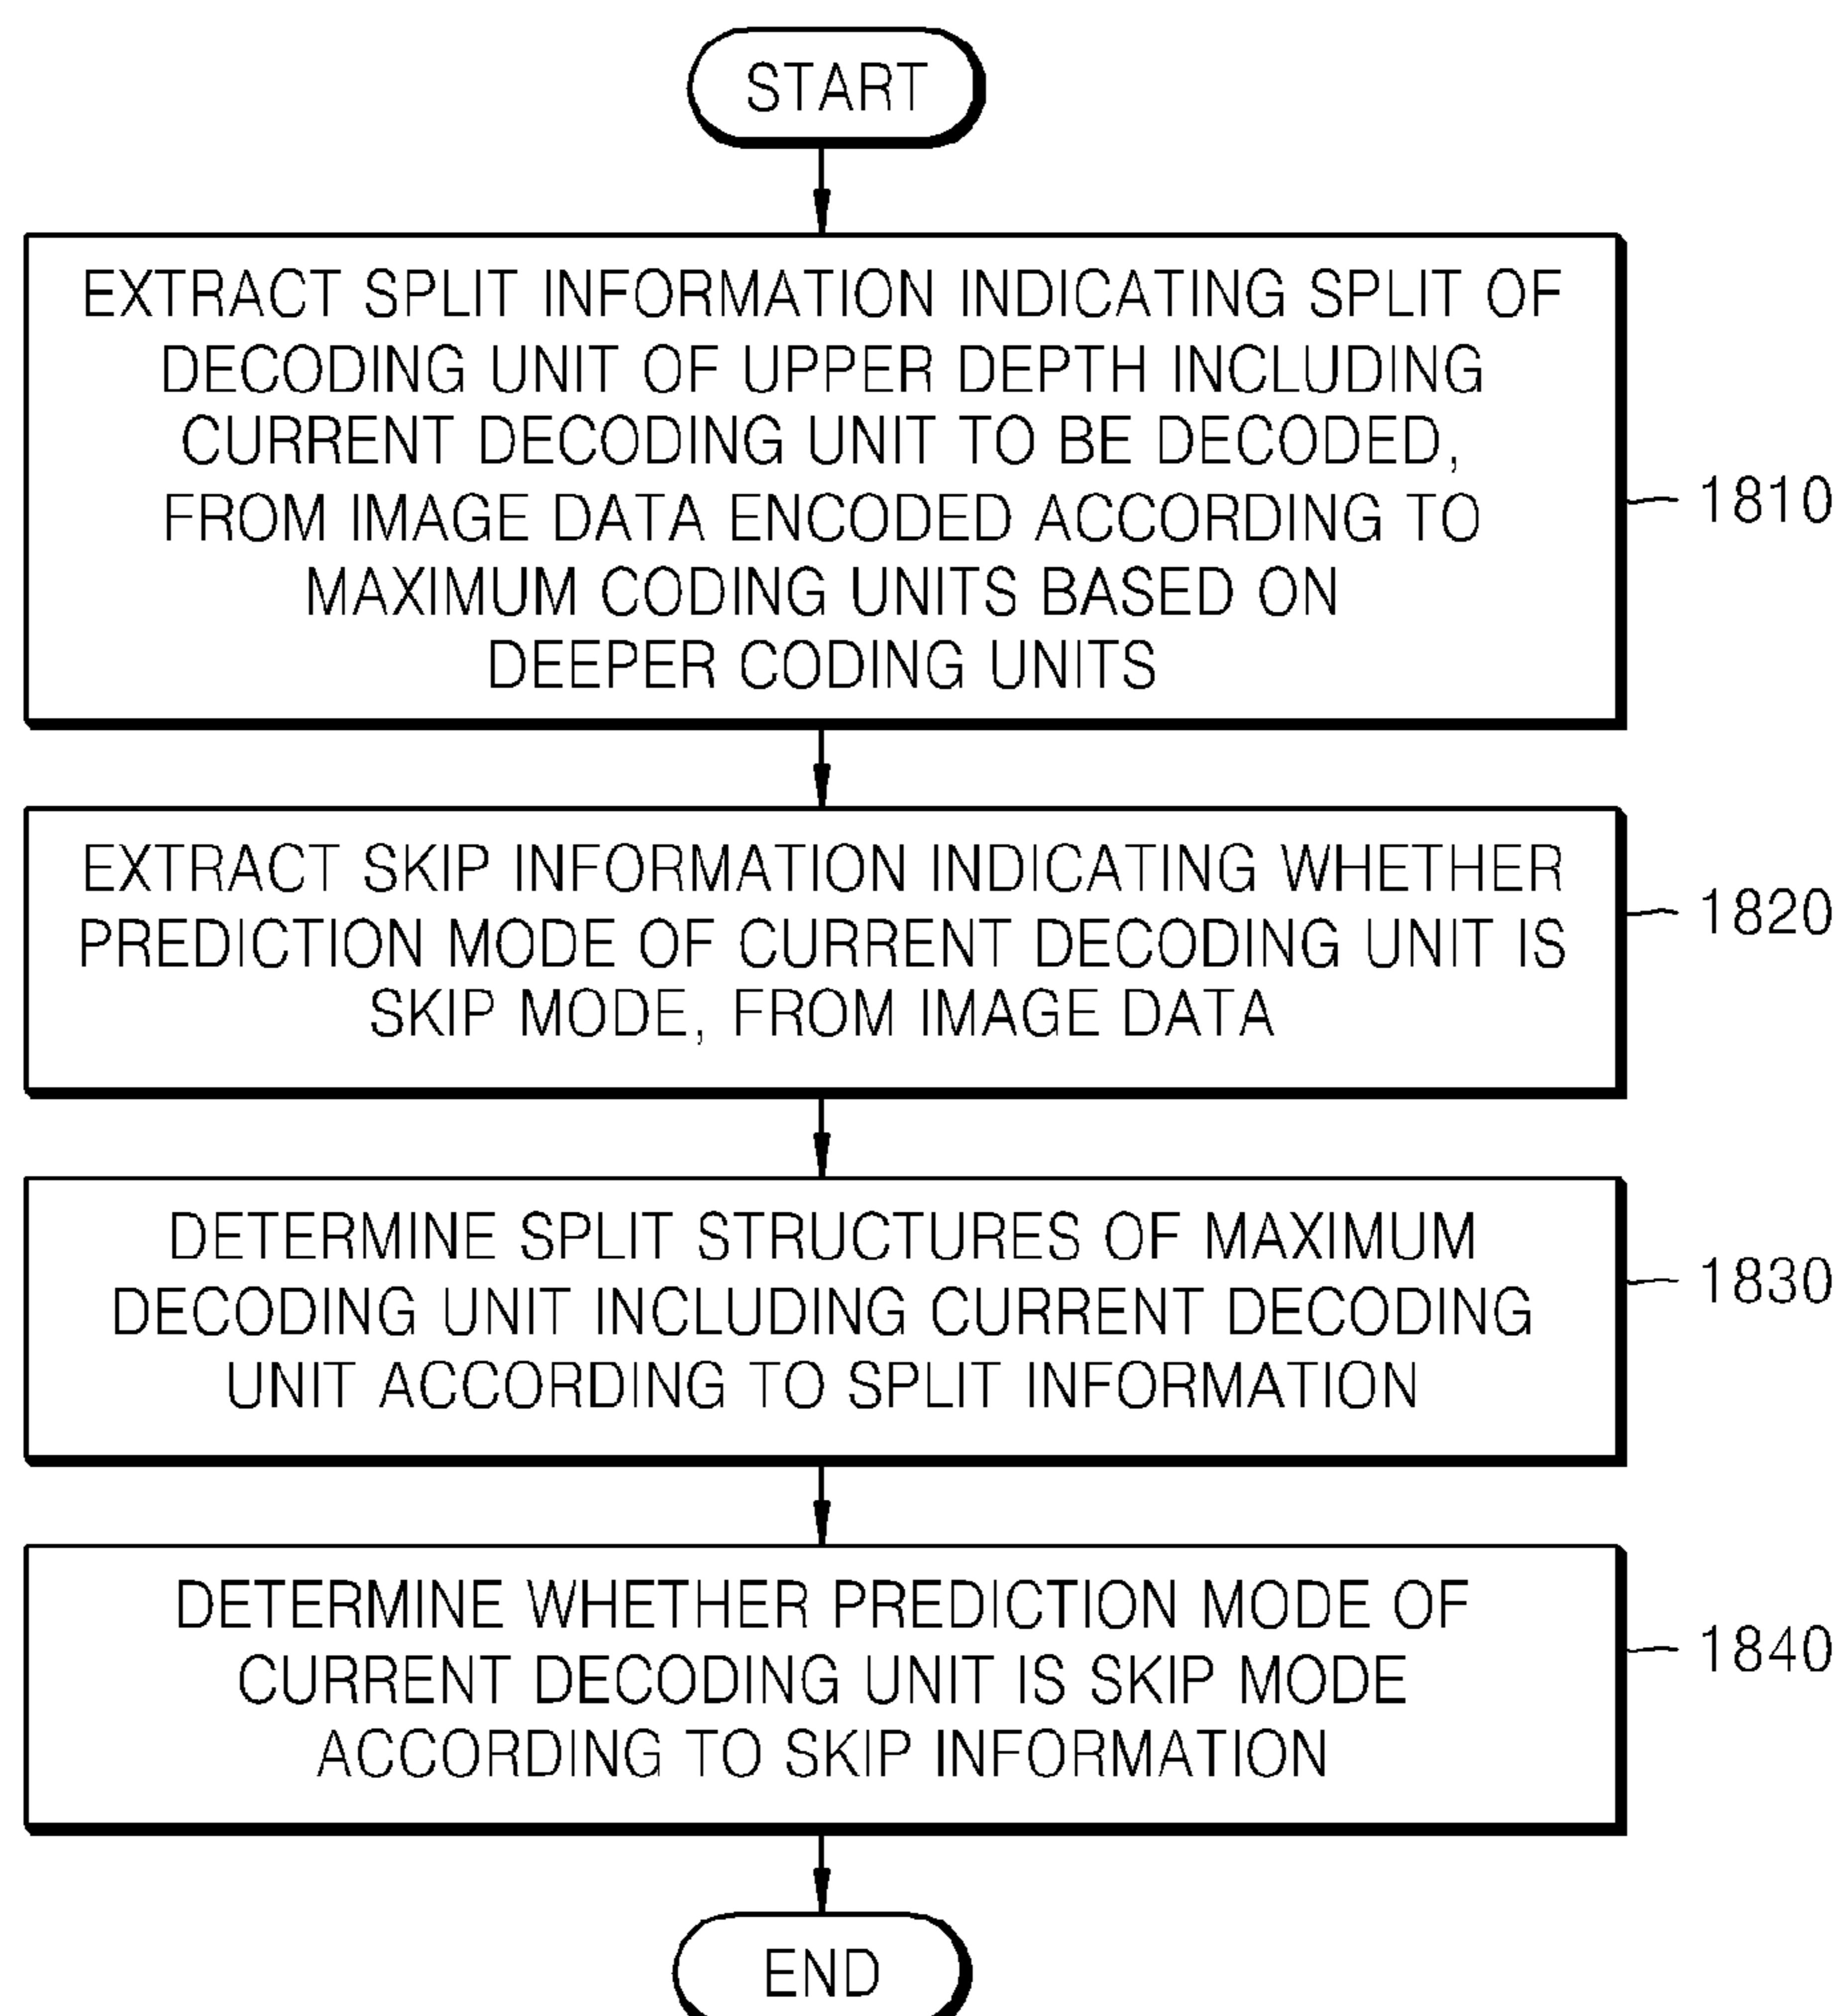 START
EXTRACT SPLIT INFORMATION INDICATING SPLIT OF
DECODING UNIT OF UPPER DEPTH INCLUDING
CURRENT DECODING UNIT TO BE DECODED,
FROM IMAGE DATA ENCODED ACCORDING TO
MAXIMUM CODING UNITS BASED ON
DEEPER CODING UNITS
1810
EXTRACT SKIP INFORMATION INDICATING WHETHER
PREDICTION MODE OF CURRENT DECODING UNIT IS
SKIP MODE, FROM IMAGE DATA
1820
DETERMINE SPLIT STRUCTURES OF MAXIMUM
DECODING UNIT INCLUDING CURRENT DECODING
UNIT ACCORDING TO SPLIT INFORMATION
1830
DETERMINE WHETHER PREDICTION MODE OF
CURRENT DECODING UNIT IS SKIP MODE
ACCORDING TO SKIP INFORMATION
1840
END